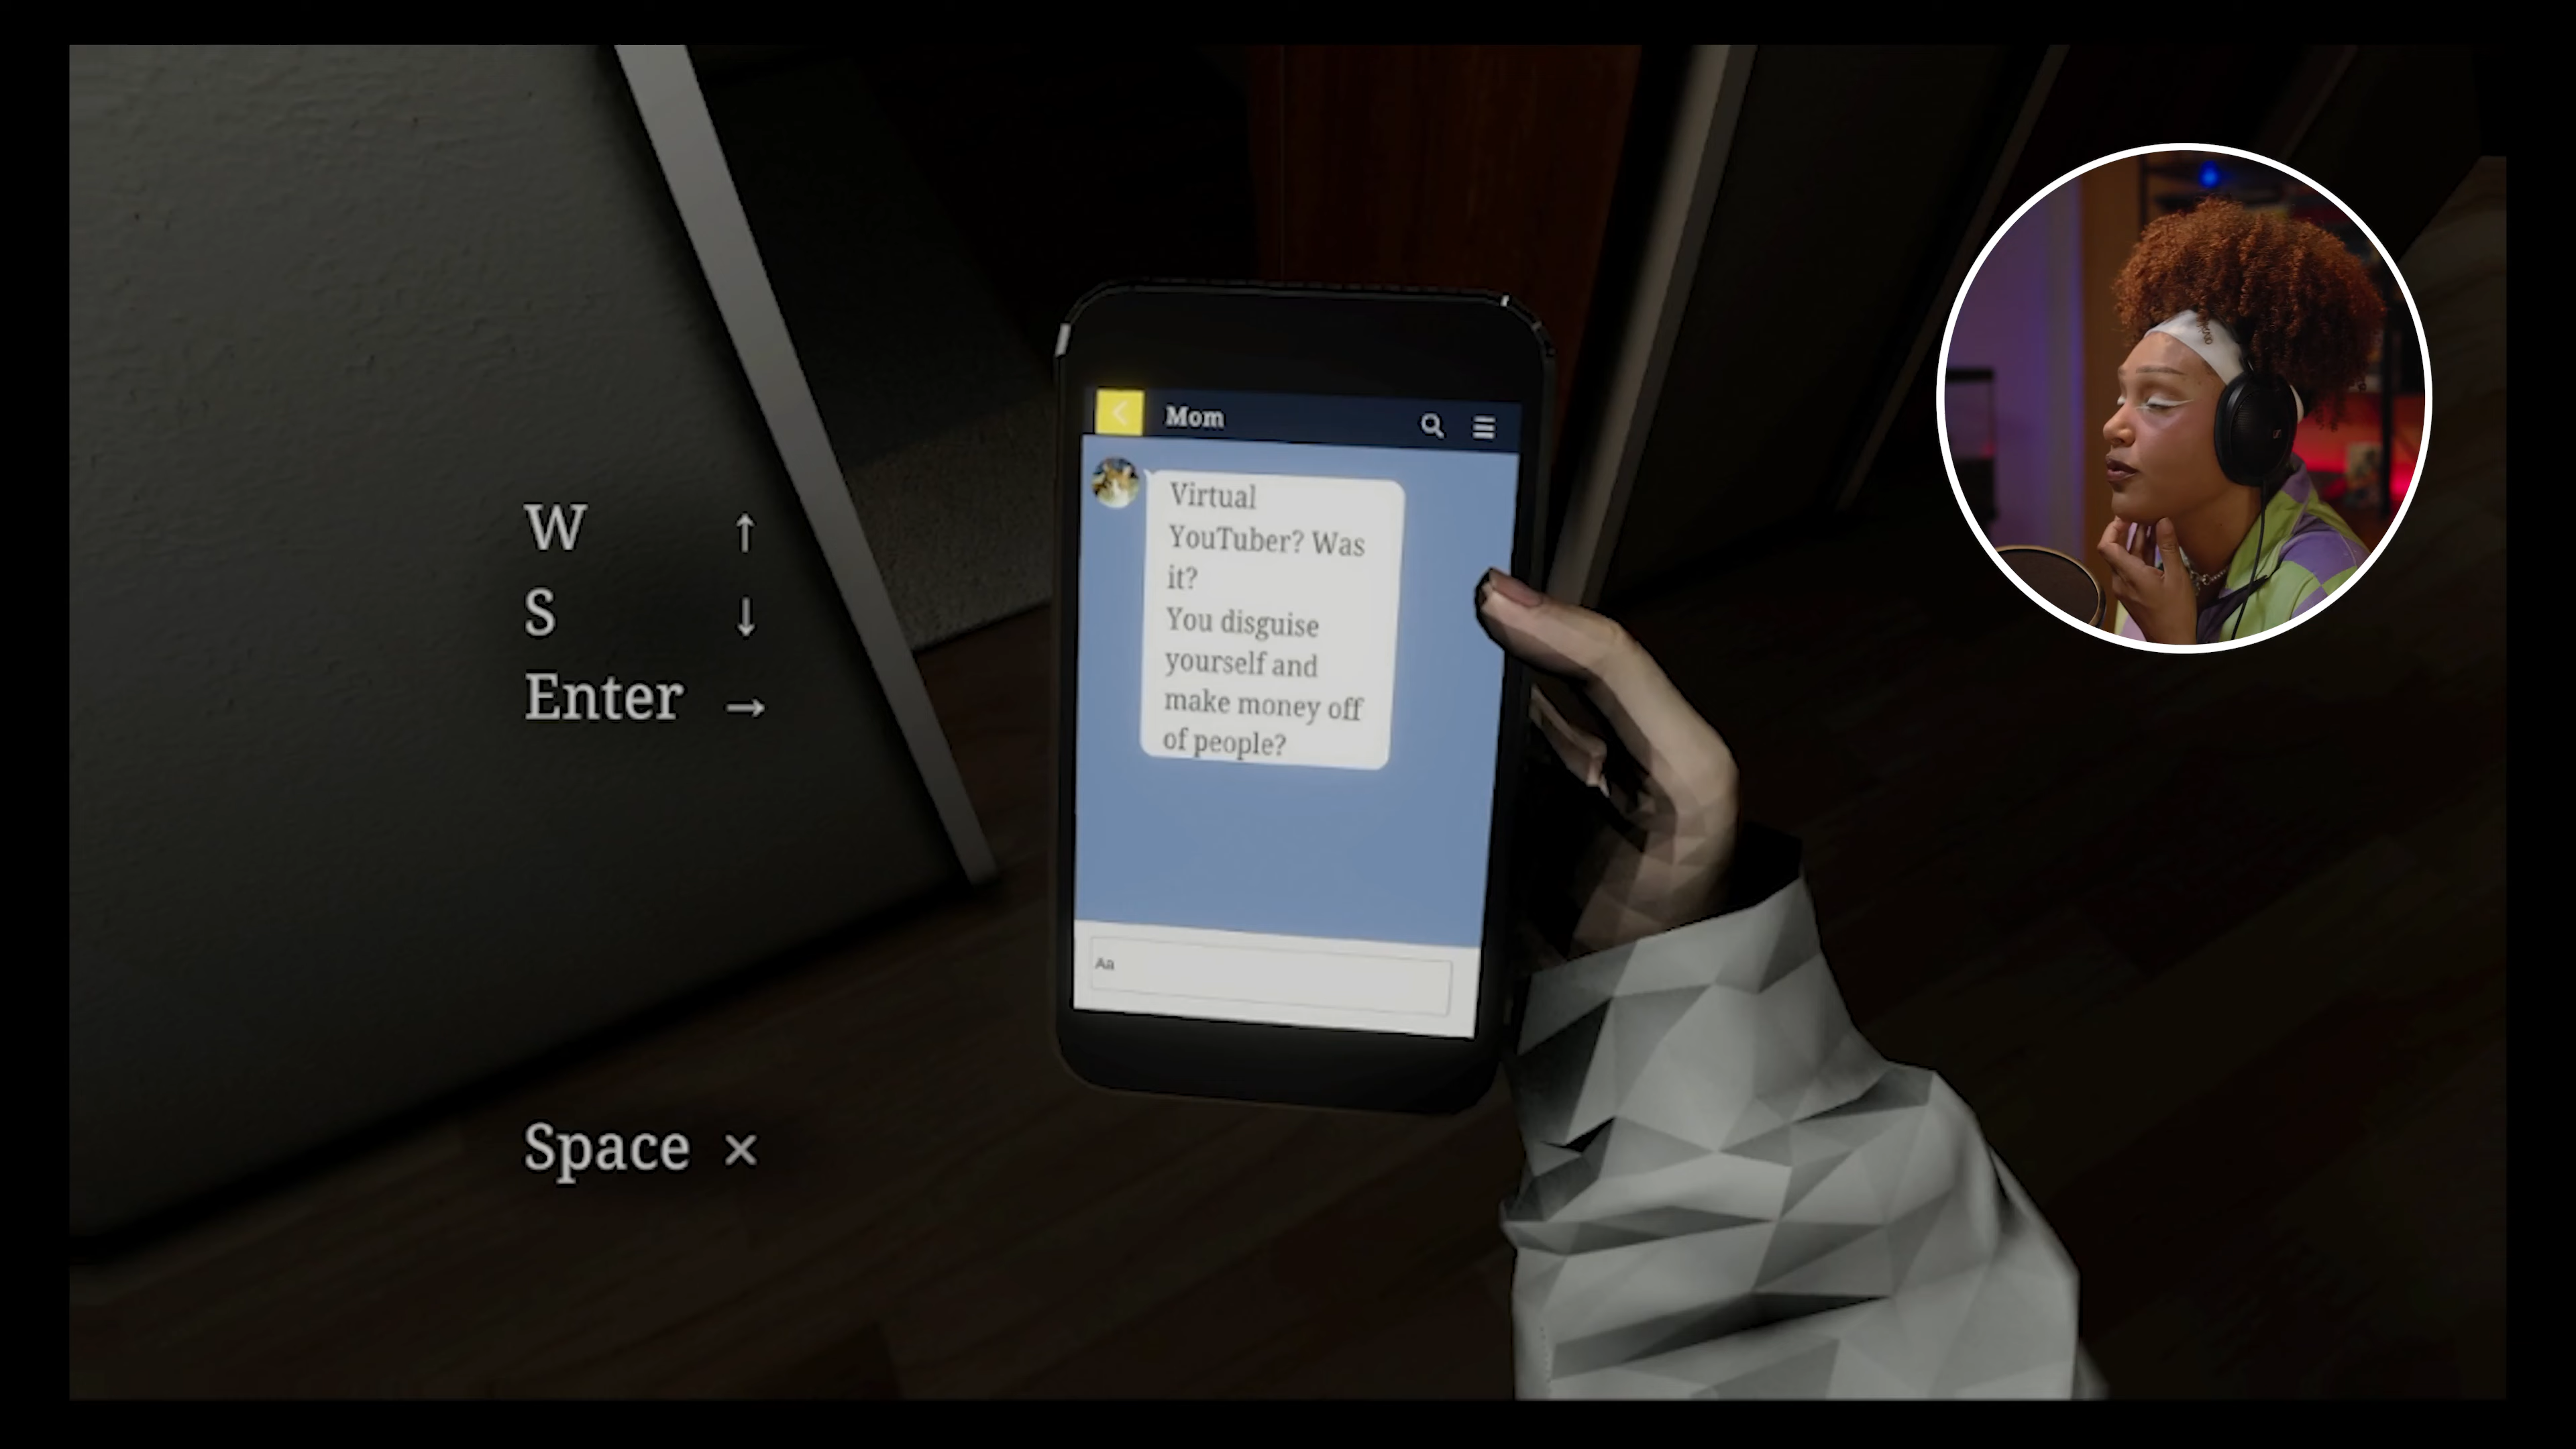 Mom
Virtual
YouTuber? Was
it?
You disguise
yourself and
make money off
of people?
Aa
W ↑
S ↓
Enter →
Space ×